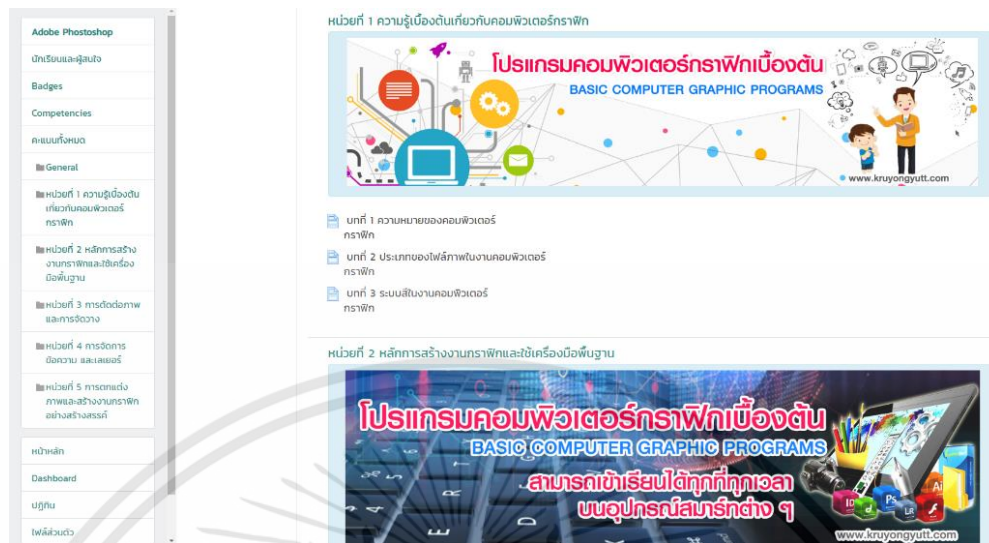 Adobe Phostoshop
นักเรียนและผู้สนใจ
Badges
Competencies
คะแนนทั้งหมด
General
หน่วยที่ 1 ความรู้เบื้องต้น
เกี่ยวกับคอมพิวเตอร์
กราฟิก
หน่วยที่ 2 หลักการสร้าง
งานกราฟิกและใช้เครื่อง
มือพื้นฐาน
หน่วยที่ 3 การตัดต่อภาพ
และการจัดวาง
หน่วยที่ 4 การจัดการ
ข้อความ และเลเยอร์
หน่วยที่ 5 การตกแต่ง
ภาพและสร้างงานกราฟิก
อย่างสร้างสรรค์
หน้าหลัก
Dashboard
ปฏิทิน
ไฟล์ส่วนตัว
หน่วยที่ 1 ความรู้เบื้องต้นเกี่ยวกับคอมพิวเตอร์กราฟิก
โปรแกรมคอมพิวเตอร์กราฟิกเบื้องต้น
BASIC COMPUTER GRAPHIC PROGRAMS
www.kruyongyutt.com
บทที่ 1 ความหมายของคอมพิวเตอร์
กราฟิก
บทที่ 2 ประเภทของไฟล์ภาพในงานคอมพิวเตอร์
กราฟิก
บทที่ 3 ระบบสีในงานคอมพิวเตอร์
กราฟิก
หน่วยที่ 2 หลักการสร้างงานกราฟิกและใช้เครื่องมือพื้นฐาน
โปรแกรมคอมพิวเตอร์กราฟิกเบื้องต้น
BASIC COMPUTER GRAPHIC PROGRAMS
สามารถเข้าเรียนได้ทุกที่ทุกเวลา
บนอุปกรณ์สมาร์ทต่าง ๆ
Ai
Ps
LR
www.kruyongyutt.com